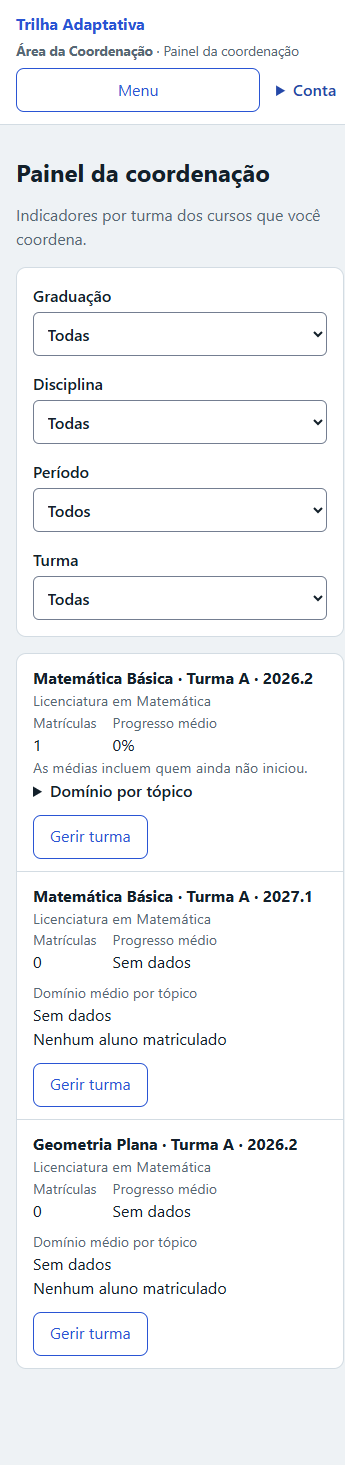 Trilha Adaptativa
Área da Coordenação · Painel da coordenação
Menu
Conta
Painel da coordenação
Indicadores por turma dos cursos que você
coordena.
Graduação
Todas
Disciplina
Todas
Período
Todos
Turma
Todas
Matemática Básica · Turma A · 2026.2
Licenciatura em Matemática
Matrículas Progresso médio
1 0%
As médias incluem quem ainda não iniciou.
Domínio por tópico
Gerir turma
Matemática Básica · Turma A · 2027.1
Licenciatura em Matemática
Matrículas Progresso médio
0 Sem dados
Domínio médio por tópico
Sem dados
Nenhum aluno matriculado
Gerir turma
Geometria Plana · Turma A · 2026.2
Licenciatura em Matemática
Matrículas Progresso médio
0 Sem dados
Domínio médio por tópico
Sem dados
Nenhum aluno matriculado
Gerir turma